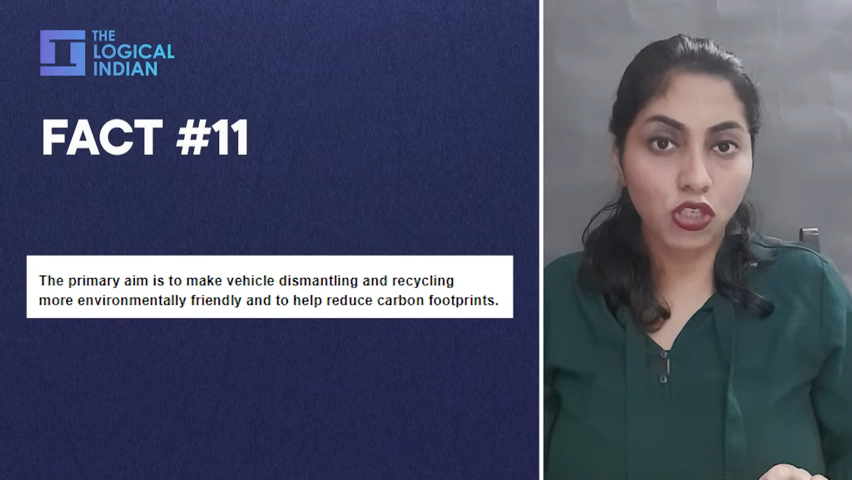 THE
LOGICAL
INDIAN
FACT #11
The primary aim is to make vehicle dismantling and recycling
more environmentally friendly and to help reduce carbon footprints.